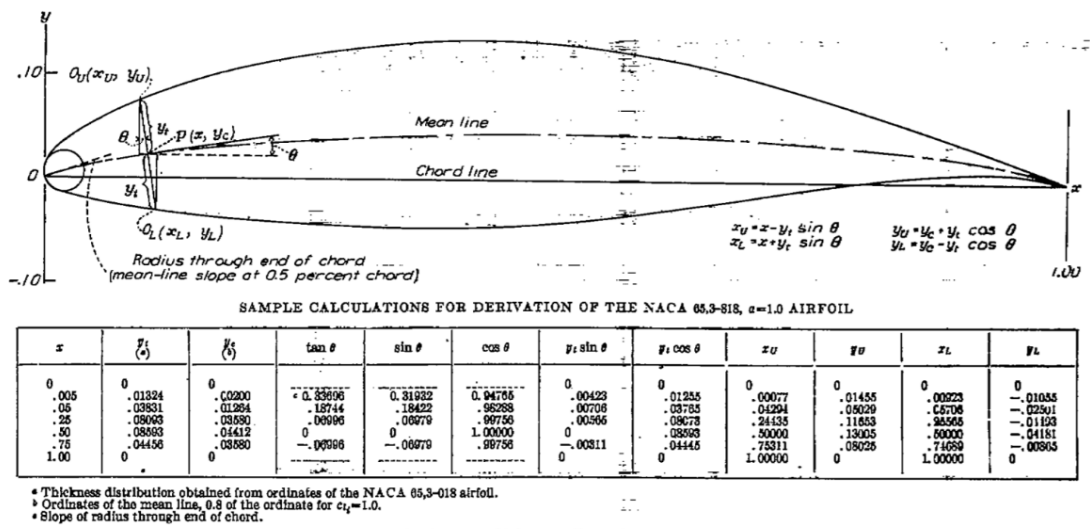 y
.10
O_U(x_U, y_U)
θ
y_t
P(x, y_c)
Mean line
θ
0
Chord line
x
y_t
O_L(x_L, y_L)
x_U=x-y_t sin θ
y_U=y_c+y_t cos θ
x_L=x+y_t sin θ
y_L=y_c-y_t cos θ
Radius through end of chord
(mean-line slope at 0.5 percent chord)
-.10
1.00
SAMPLE CALCULATIONS FOR DERIVATION OF THE NACA 65,3-818, a=1.0 AIRFOIL
x y_t (a) y_c (b) tan θ sin θ cos θ y_t sin θ y_t cos θ x_U y_U x_L y_L
0 0 0 0 0 0 0 0 0
.005 .01324 .00200 ᶜ 0.33696 0.31932 0.94765 .00423 .01255 .00077 .01455 .00923 -.01055
.05 .03831 .01264 .18744 .18422 .98288 .00706 .03765 .04294 .05029 .05706 -.02501
.25 .08093 .03580 .06996 .06979 .99756 .00565 .24435 .11653
.50 .08593 .04412 0 0 1.00000 0 .08593 .50000 .13005 .50000 -.04181
.75 .04456 .03580 -.06996 -.06979 .99756 -.00311 .04445 .75311 .08025 .74689 -.00865
1.00 0 0 0 0 1.00000 0 1.00000 0
ᵃ Thickness distribution obtained from ordinates of the NACA 65,3-018 airfoil.
ᵇ Ordinates of the mean line, 0.8 of the ordinate for c_lᵢ=1.0.
ᶜ Slope of radius through end of chord.